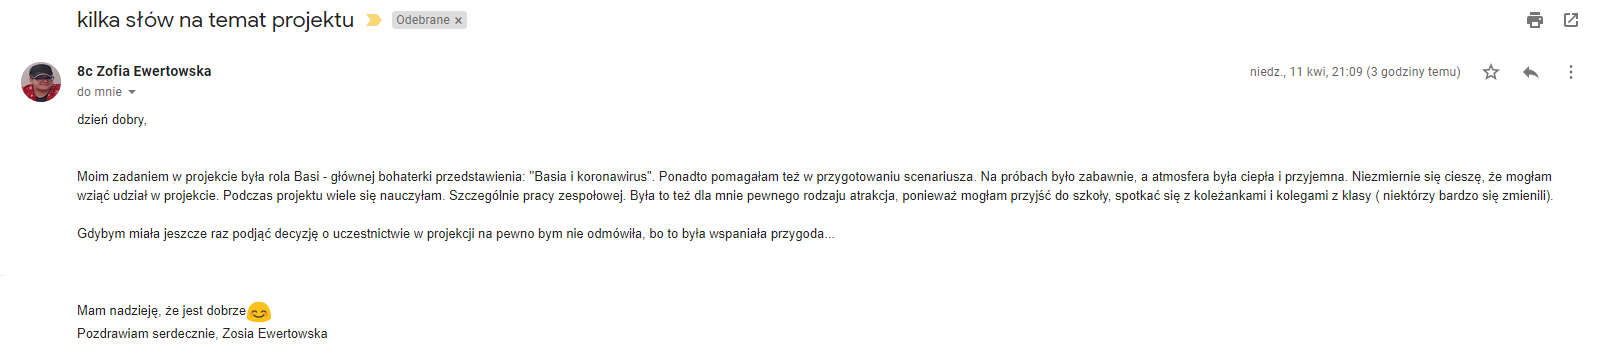 kilka słów na temat projektu
Odebrane ×
8c Zofia Ewertowska
niedz., 11 kwi, 21:09 (3 godziny temu)
do mnie
dzień dobry,
Moim zadaniem w projekcie była rola Basi - głównej bohaterki przedstawienia: "Basia i koronawirus". Ponadto pomagałam też w przygotowaniu scenariusza. Na próbach było zabawnie, a atmosfera była ciepła i przyjemna. Niezmiernie się cieszę, że mogłam
wziąć udział w projekcie. Podczas projektu wiele się nauczyłam. Szczególnie pracy zespołowej. Była to też dla mnie pewnego rodzaju atrakcja, ponieważ mogłam przyjść do szkoły, spotkać się z koleżankami i kolegami z klasy ( niektórzy bardzo się zmienili).
Gdybym miała jeszcze raz podjąć decyzję o uczestnictwie w projekcji na pewno bym nie odmówiła, bo to była wspaniała przygoda...
Mam nadzieję, że jest dobrze😊
Pozdrawiam serdecznie, Zosia Ewertowska